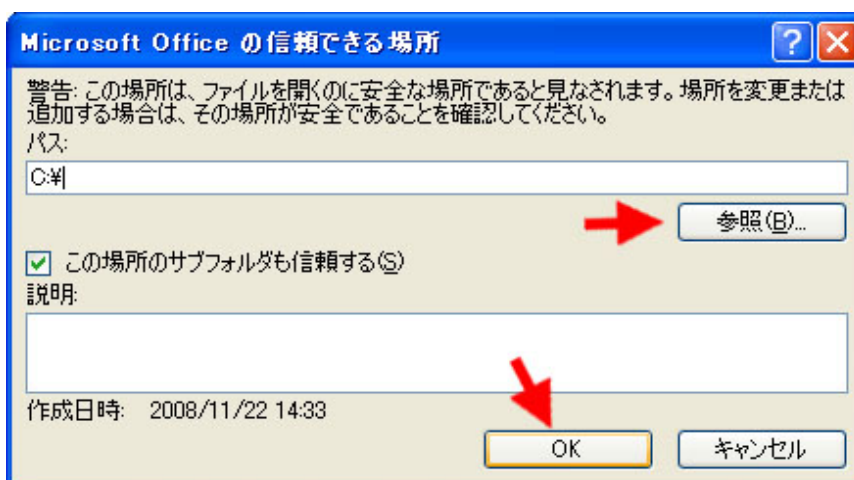 Microsoft Office の信頼できる場所
警告: この場所は、ファイルを開くのに安全な場所であると見なされます。場所を変更または
追加する場合は、その場所が安全であることを確認してください。
パス:
C:¥
参照(B)...
この場所のサブフォルダも信頼する(S)
説明:
作成日時: 2008/11/22 14:33
OK キャンセル